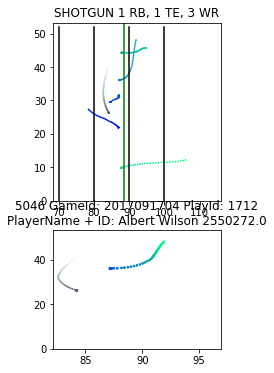 SHOTGUN 1 RB, 1 TE, 3 WR
50
40
30
20
10
0
70 80 90 100 110
5046 GameId: 2017091704 PlayId: 1712
PlayerName + ID: Albert Wilson 2550272.0
40
20
0
85 90 95